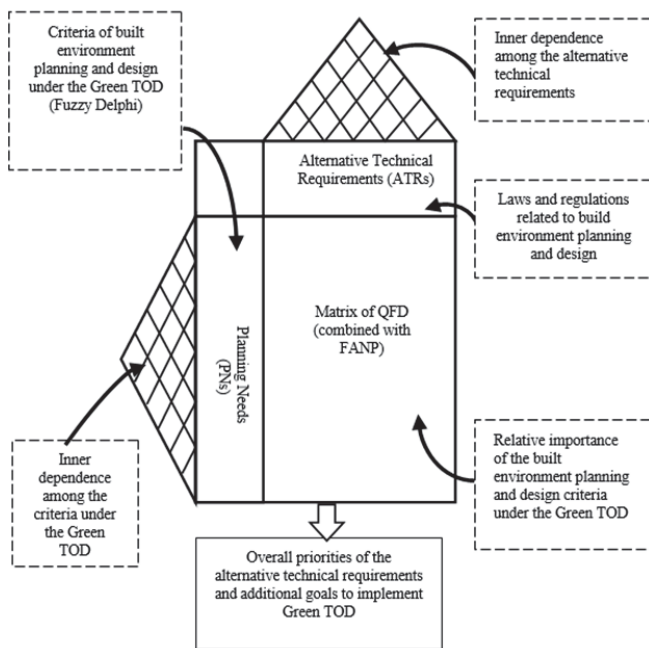 Criteria of built
environment
planning and design
under the Green TOD
(Fuzzy Delphi)
Inner dependence
among the alternative
technical
requirements
Alternative Technical
Requirements (ATRs)
Laws and regulations
related to build
environment planning
and design
Matrix of QFD
(combined with
FANP)
Planning Needs
(PNs)
Inner
dependence
among the
criteria under
the Green
TOD
Relative importance
of the built
environment planning
and design criteria
under the Green TOD
Overall priorities of the
alternative technical requirements
and additional goals to implement
Green TOD